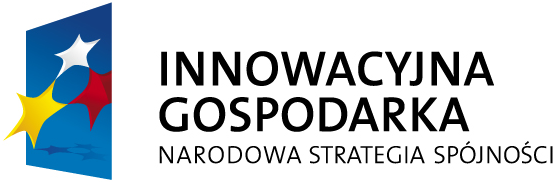 INNOWACYJNA
GOSPODARKA
NARODOWA STRATEGIA SPÓJNOŚCI